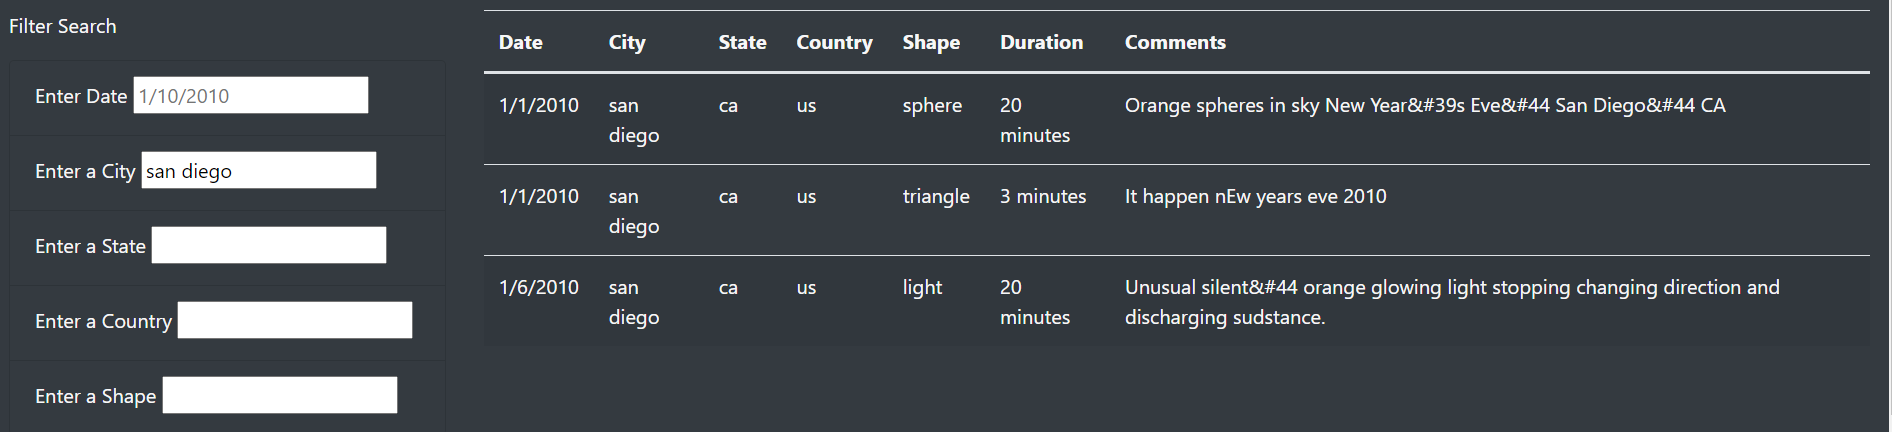 Filter Search
Enter Date 1/10/2010
Enter a City san diego
Enter a State
Enter a Country
Enter a Shape
Date City State Country Shape Duration Comments
1/1/2010 san ca us sphere 20 Orange spheres in sky New Year&#39s Eve&#44 San Diego&#44 CA
diego minutes
1/1/2010 san ca us triangle 3 minutes It happen nEw years eve 2010
diego
1/6/2010 san ca us light 20 Unusual silent&#44 orange glowing light stopping changing direction and
diego minutes discharging sudstance.